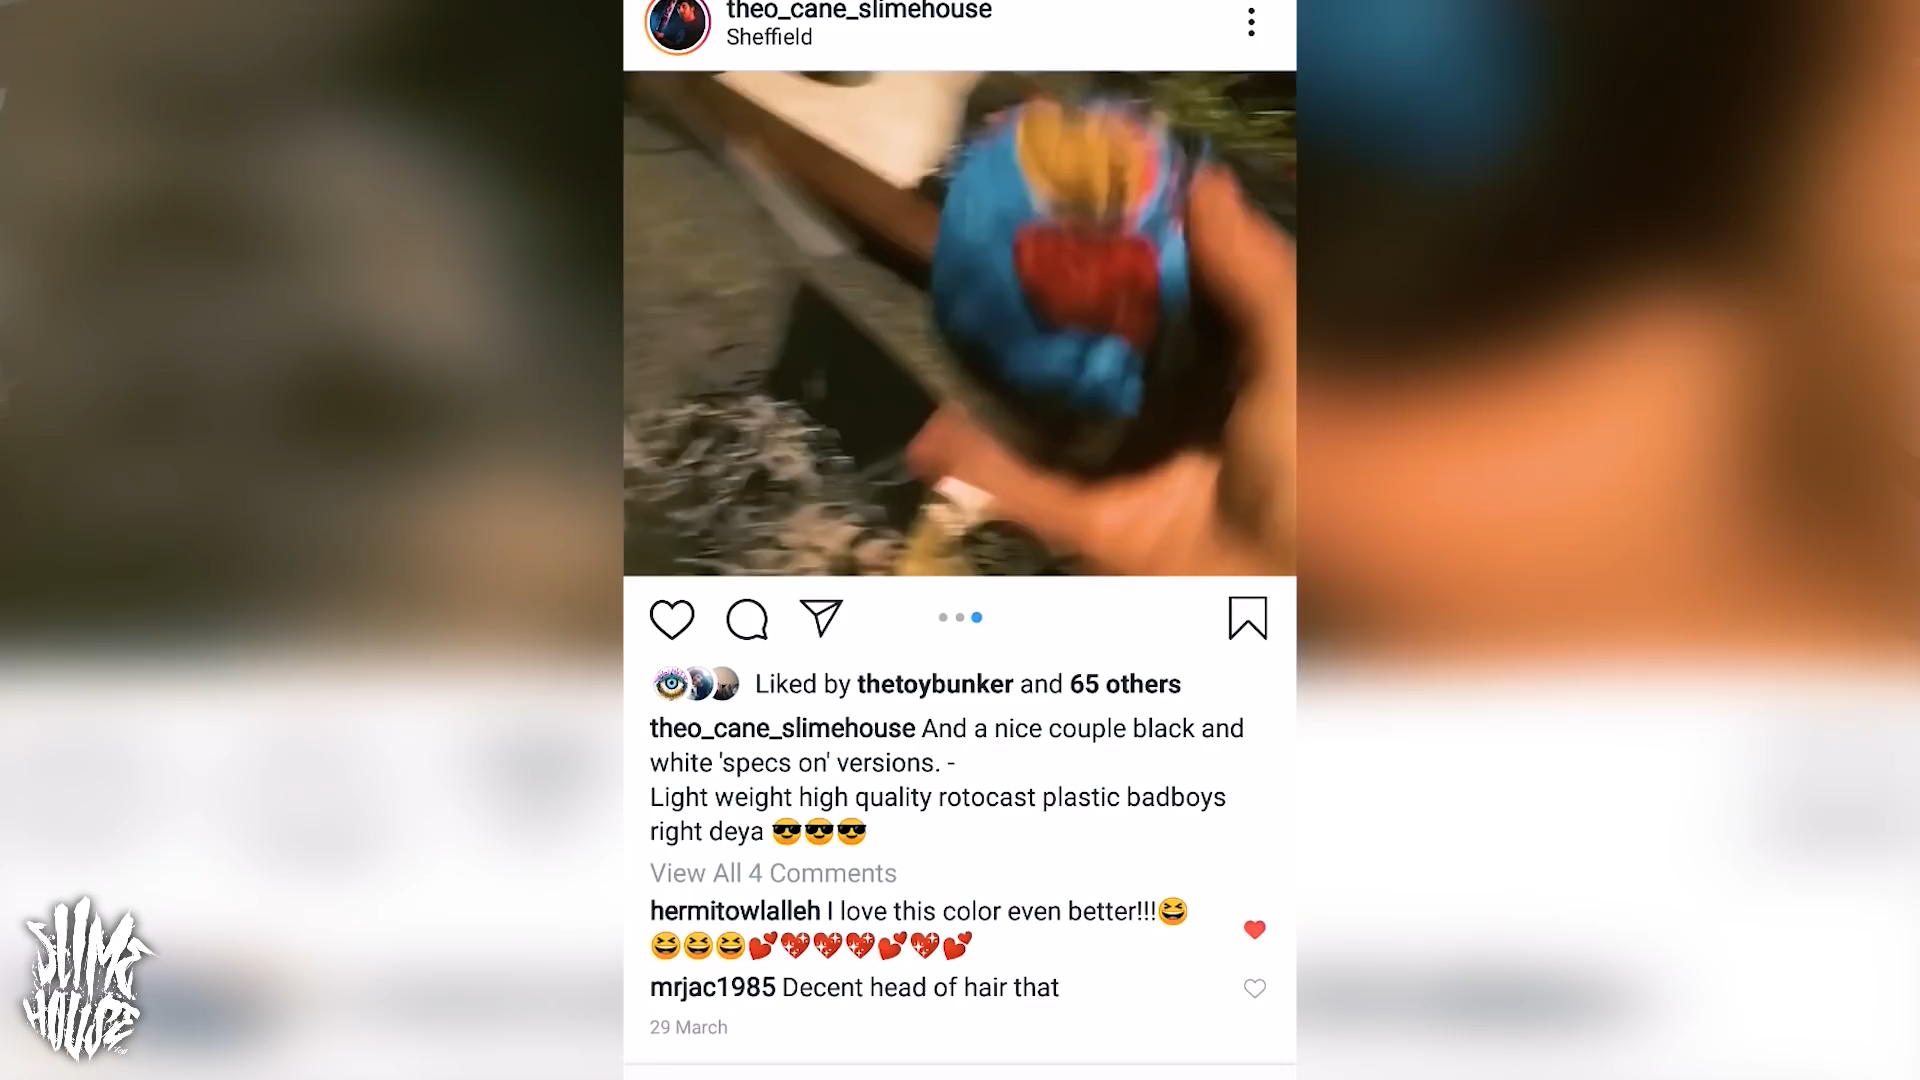 theo_cane_slimehouse
Sheffield
Liked by thetoybunker and 65 others
theo_cane_slimehouse And a nice couple black and
white 'specs on' versions. -
Light weight high quality rotocast plastic badboys
right deya 😎😎😎
View All 4 Comments
hermitowlalleh I love this color even better!!!😆
😆😆😆💕💖💖💖💕💖💕
mrjac1985 Decent head of hair that
29 March
SLIME
HOUSE